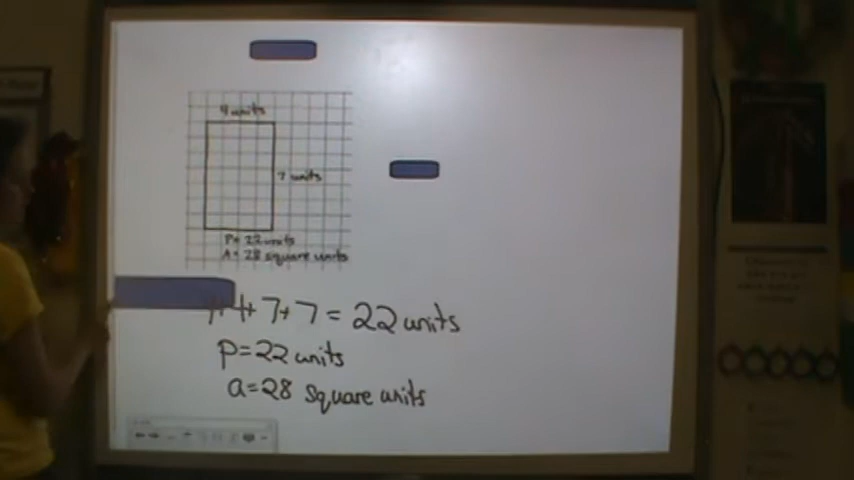 4 units
7 units
P= 22 units
A= 28 square units
4+7+7 = 22 units
p=22 units
a=28 square units